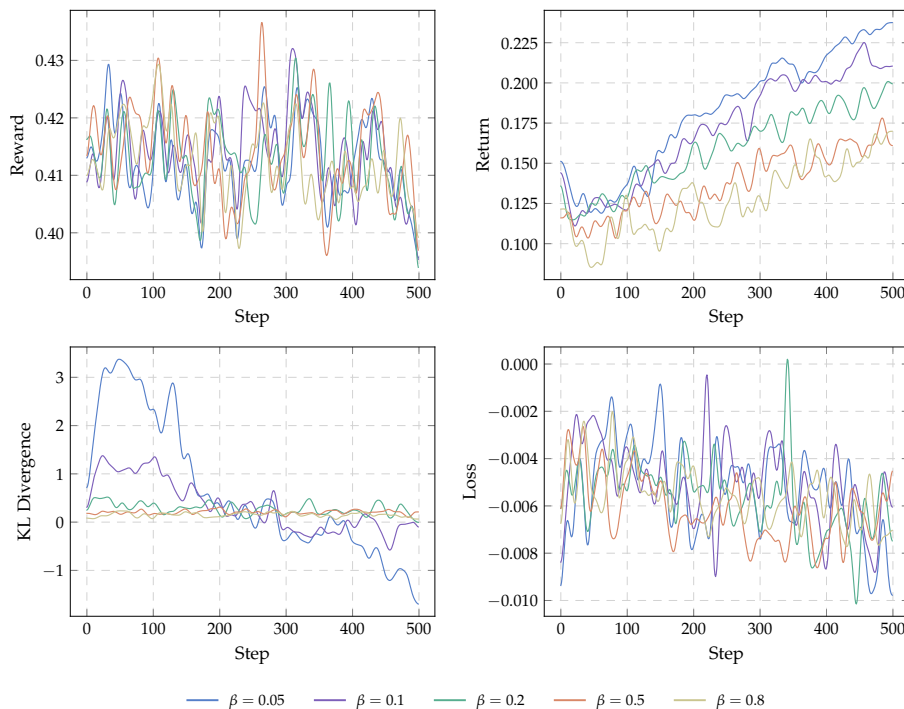 0.43
0.42
0.41
0.40
Reward
0 100 200 300 400 500
Step
0.225
0.200
0.175
0.150
0.125
0.100
Return
0 100 200 300 400 500
Step
3
2
1
0
−1
KL Divergence
0 100 200 300 400 500
Step
0.000
−0.002
−0.004
−0.006
−0.008
−0.010
Loss
0 100 200 300 400 500
Step
β = 0.05 β = 0.1 β = 0.2 β = 0.5 β = 0.8